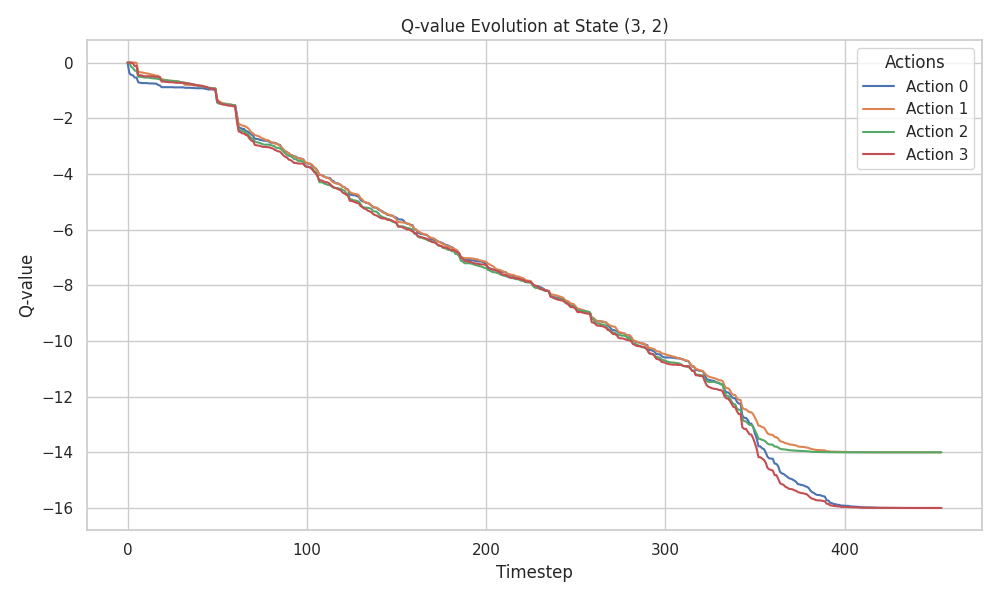 Q-value Evolution at State (3, 2)
Actions
Action 0
Action 1
Action 2
Action 3
Q-value
0
−2
−4
−6
−8
−10
−12
−14
−16
0 100 200 300 400
Timestep